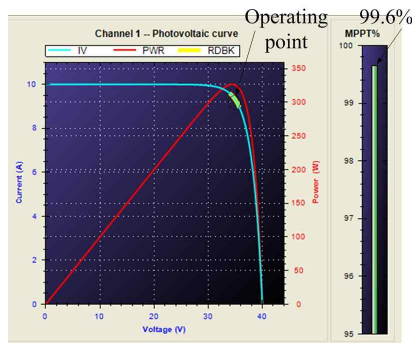 Operating
point
99.6%
Channel 1 -- Photovoltaic curve
IV
PWR
RDBK
MPPT%
Current (A)
10
8
6
4
2
0
0
10
20
30
40
Voltage (V)
350
300
250
200
150
100
50
0
Power (W)
100
99
98
97
96
95